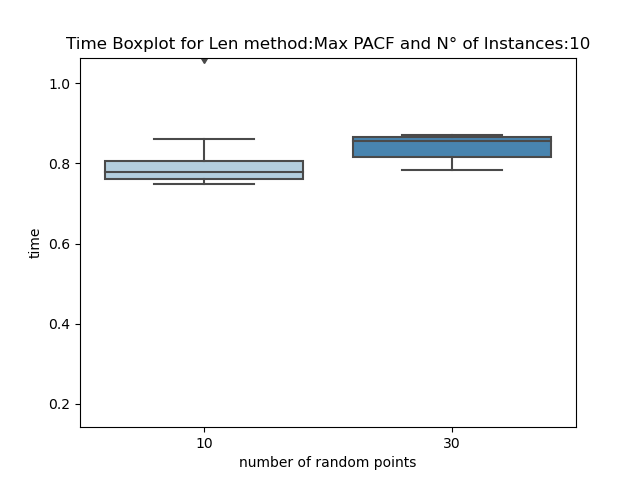 Time Boxplot for Len method:Max PACF and N° of Instances:10
1.0
0.8
0.6
0.4
0.2
time
10 30
number of random points